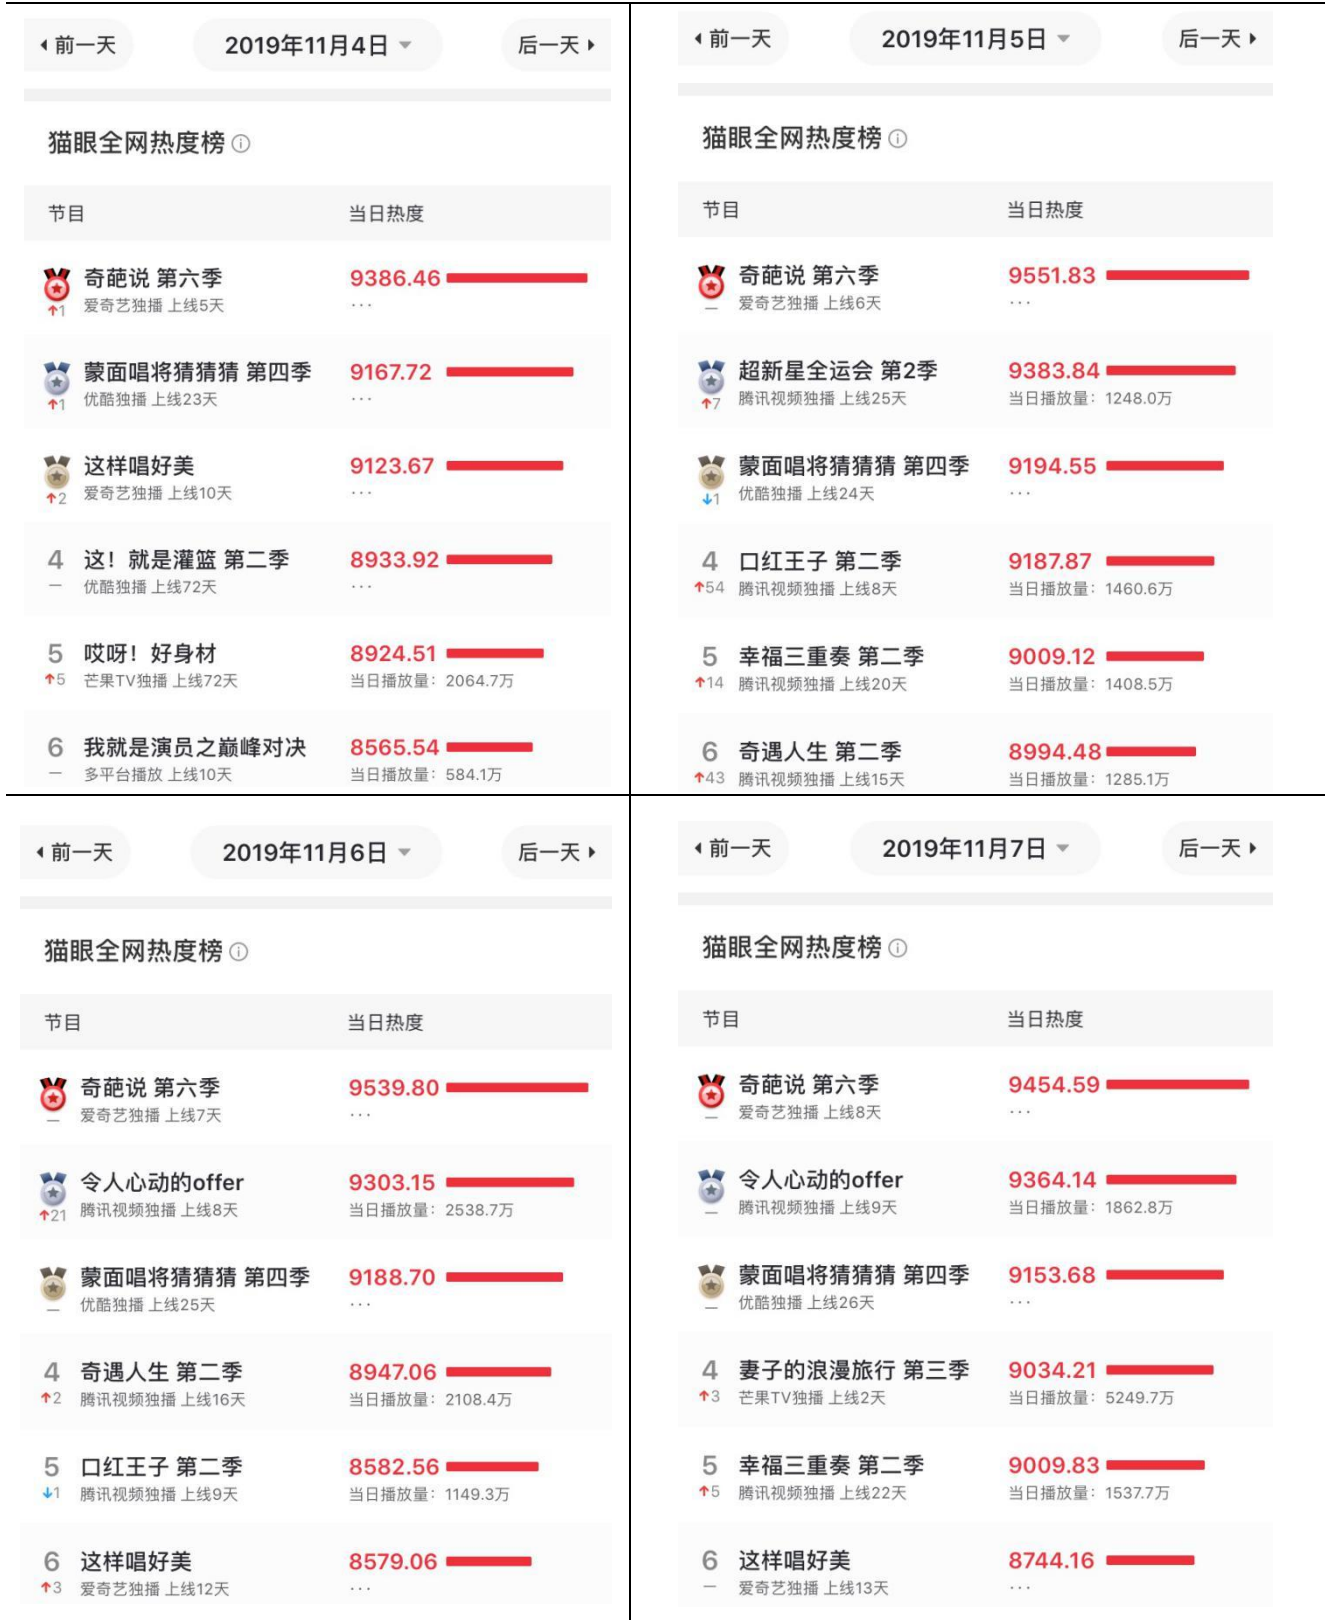 前一天 2019年11月4日 后一天
猫眼全网热度榜
节目 当日热度
奇葩说 第六季 9386.46
↑1 爱奇艺独播 上线5天 ...
蒙面唱将猜猜猜 第四季 9167.72
↑1 优酷独播 上线23天 ...
这样唱好美 9123.67
↑2 爱奇艺独播 上线10天 ...
4 这！就是灌篮 第二季 8933.92
— 优酷独播 上线72天 ...
5 哎呀！好身材 8924.51
↑5 芒果TV独播 上线72天 当日播放量：2064.7万
6 我就是演员之巅峰对决 8565.54
— 多平台播放 上线10天 当日播放量：584.1万
前一天 2019年11月5日 后一天
猫眼全网热度榜
节目 当日热度
奇葩说 第六季 9551.83
— 爱奇艺独播 上线6天 ...
超新星全运会 第2季 9383.84
↑7 腾讯视频独播 上线25天 当日播放量：1248.0万
蒙面唱将猜猜猜 第四季 9194.55
↓1 优酷独播 上线24天 ...
4 口红王子 第二季 9187.87
↑54 腾讯视频独播 上线8天 当日播放量：1460.6万
5 幸福三重奏 第二季 9009.12
↑14 腾讯视频独播 上线20天 当日播放量：1408.5万
6 奇遇人生 第二季 8994.48
↑43 腾讯视频独播 上线15天 当日播放量：1285.1万
前一天 2019年11月6日 后一天
猫眼全网热度榜
节目 当日热度
奇葩说 第六季 9539.80
— 爱奇艺独播 上线7天 ...
令人心动的offer 9303.15
↑21 腾讯视频独播 上线8天 当日播放量：2538.7万
蒙面唱将猜猜猜 第四季 9188.70
— 优酷独播 上线25天 ...
4 奇遇人生 第二季 8947.06
↑2 腾讯视频独播 上线16天 当日播放量：2108.4万
5 口红王子 第二季 8582.56
↓1 腾讯视频独播 上线9天 当日播放量：1149.3万
6 这样唱好美 8579.06
↑3 爱奇艺独播 上线12天 ...
前一天 2019年11月7日 后一天
猫眼全网热度榜
节目 当日热度
奇葩说 第六季 9454.59
— 爱奇艺独播 上线8天 ...
令人心动的offer 9364.14
— 腾讯视频独播 上线9天 当日播放量：1862.8万
蒙面唱将猜猜猜 第四季 9153.68
— 优酷独播 上线26天 ...
4 妻子的浪漫旅行 第三季 9034.21
↑3 芒果TV独播 上线2天 当日播放量：5249.7万
5 幸福三重奏 第二季 9009.83
↑5 腾讯视频独播 上线22天 当日播放量：1537.7万
6 这样唱好美 8744.16
— 爱奇艺独播 上线13天 ...